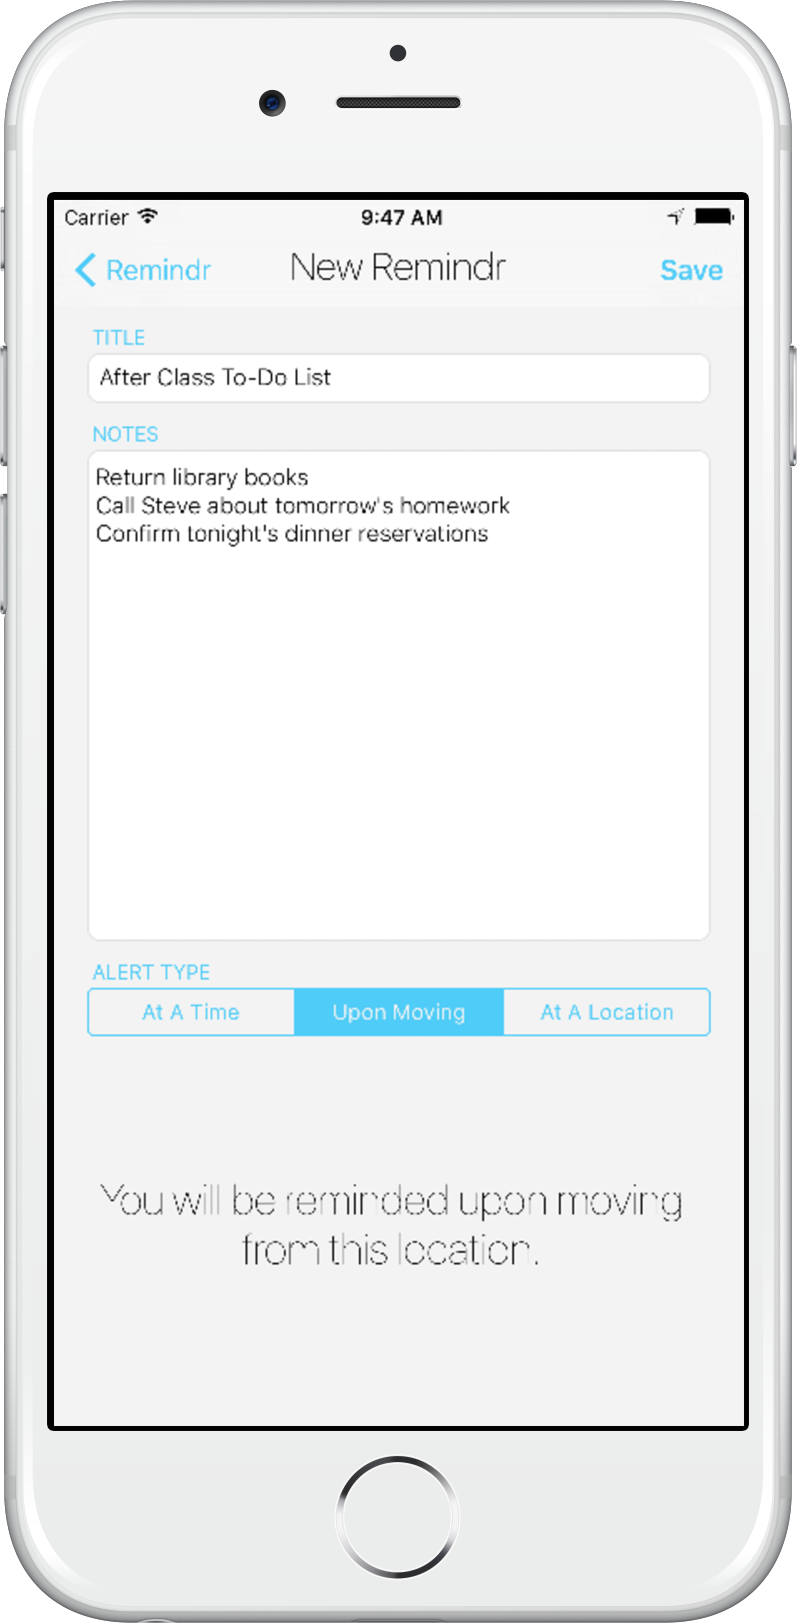 Carrier 9:47 AM
Remindr New Remindr Save
TITLE
After Class To-Do List
NOTES
Return library books
Call Steve about tomorrow's homework
Confirm tonight's dinner reservations
ALERT TYPE
At A Time Upon Moving At A Location
You will be reminded upon moving
from this location.